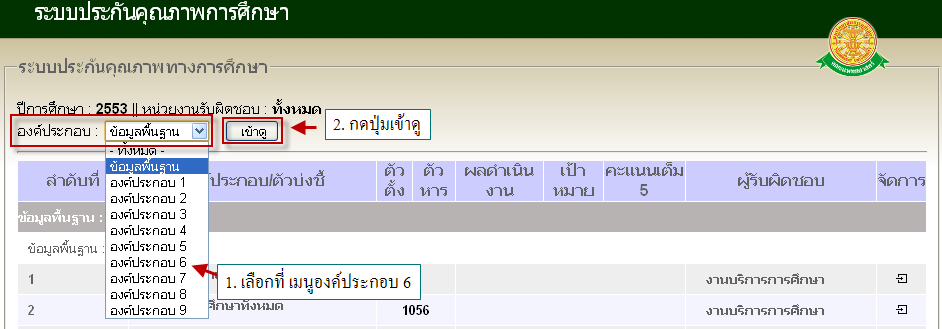 ระบบประกันคุณภาพการศึกษา
ระบบประกันคุณภาพทางการศึกษา
ปีการศึกษา : 2553 || หน่วยงานรับผิดชอบ : ทั้งหมด
องค์ประกอบ : ข้อมูลพื้นฐาน เข้าดู
2. กดปุ่มเข้าดู
- ทั้งหมด -
ข้อมูลพื้นฐาน
องค์ประกอบ 1
องค์ประกอบ 2
องค์ประกอบ 3
องค์ประกอบ 4
องค์ประกอบ 5
องค์ประกอบ 6
องค์ประกอบ 7
องค์ประกอบ 8
องค์ประกอบ 9
1. เลือกที่ เมนูองค์ประกอบ 6
ลำดับที่ ประกอบ/ตัวบ่งชี้ ตัวตั้ง ตัวหาร ผลดำเนินงาน เป้าหมาย คะแนนเต็ม 5 ผู้รับผิดชอบ จัดการ
ข้อมูลพื้นฐาน :
ข้อมูลพื้นฐาน :
1 งานบริการการศึกษา
2 ศึกษาทั้งหมด 1056 งานบริการการศึกษา